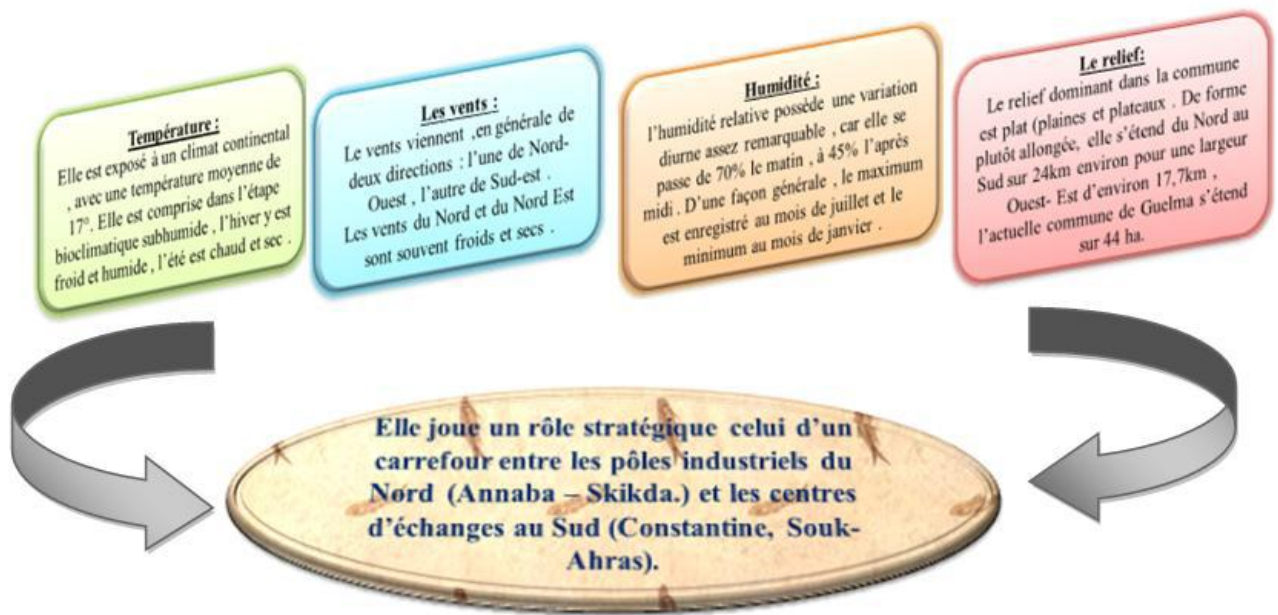 Température :
Elle est exposé à un climat continental
, avec une température moyenne de
17°. Elle est comprise dans l'étape
bioclimatique subhumide , l'hiver y est
froid et humide , l'été est chaud et sec .
Les vents :
Le vents viennent ,en générale de
deux directions : l'une de Nord-
Ouest , l'autre de Sud-est .
Les vents du Nord et du Nord Est
sont souvent froids et secs .
Humidité :
l'humidité relative possède une variation
diurne assez remarquable , car elle se
passe de 70% le matin , à 45% l'après
midi . D'une façon générale , le maximum
est enregistré au mois de juillet et le
minimum au mois de janvier .
Le relief:
Le relief dominant dans la commune
est plat (plaines et plateaux . De forme
plutôt allongée, elle s'étend du Nord au
Sud sur 24km environ pour une largeur
Ouest- Est d'environ 17,7km ,
l'actuelle commune de Guelma s'étend
sur 44 ha.
Elle joue un rôle stratégique celui d'un
carrefour entre les pôles industriels du
Nord (Annaba – Skikda.) et les centres
d'échanges au Sud (Constantine, Souk-
Ahras).